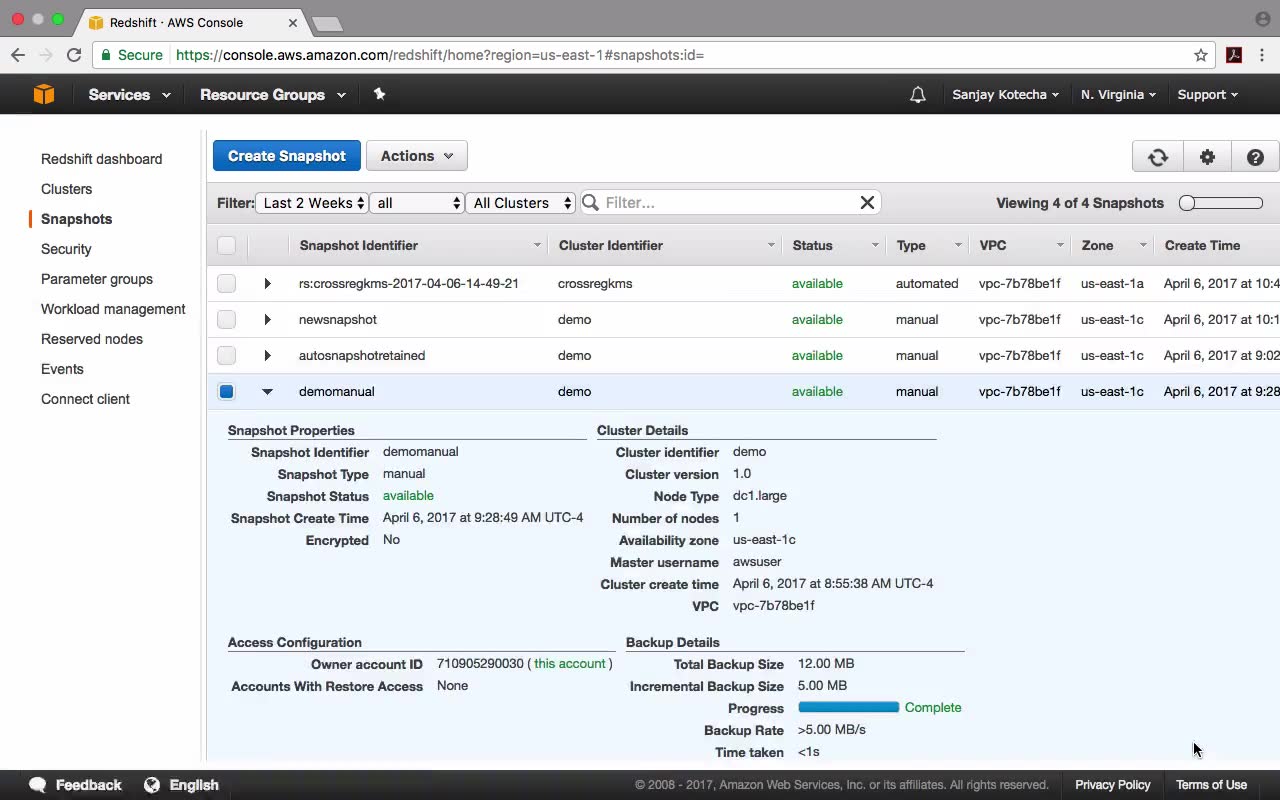 Redshift · AWS Console
Secure https://console.aws.amazon.com/redshift/home?region=us-east-1#snapshots:id=
Services Resource Groups Sanjay Kotecha N. Virginia Support
Redshift dashboard
Clusters
Snapshots
Security
Parameter groups
Workload management
Reserved nodes
Events
Connect client
Create Snapshot Actions
Filter: Last 2 Weeks all All Clusters Filter... Viewing 4 of 4 Snapshots
Snapshot Identifier Cluster Identifier Status Type VPC Zone Create Time
rs:crossregkms-2017-04-06-14-49-21 crossregkms available automated vpc-7b78be1f us-east-1a April 6, 2017 at 10:4
newsnapshot demo available manual vpc-7b78be1f us-east-1c April 6, 2017 at 10:1
autosnapshotretained demo available manual vpc-7b78be1f us-east-1c April 6, 2017 at 9:02
demomanual demo available manual vpc-7b78be1f us-east-1c April 6, 2017 at 9:28
Snapshot Properties
Snapshot Identifier demomanual
Snapshot Type manual
Snapshot Status available
Snapshot Create Time April 6, 2017 at 9:28:49 AM UTC-4
Encrypted No
Cluster Details
Cluster identifier demo
Cluster version 1.0
Node Type dc1.large
Number of nodes 1
Availability zone us-east-1c
Master username awsuser
Cluster create time April 6, 2017 at 8:55:38 AM UTC-4
VPC vpc-7b78be1f
Access Configuration
Owner account ID 710905290030 ( this account )
Accounts With Restore Access None
Backup Details
Total Backup Size 12.00 MB
Incremental Backup Size 5.00 MB
Progress Complete
Backup Rate >5.00 MB/s
Time taken <1s
Feedback English © 2008 - 2017, Amazon Web Services, Inc. or its affiliates. All rights reserved. Privacy Policy Terms of Use